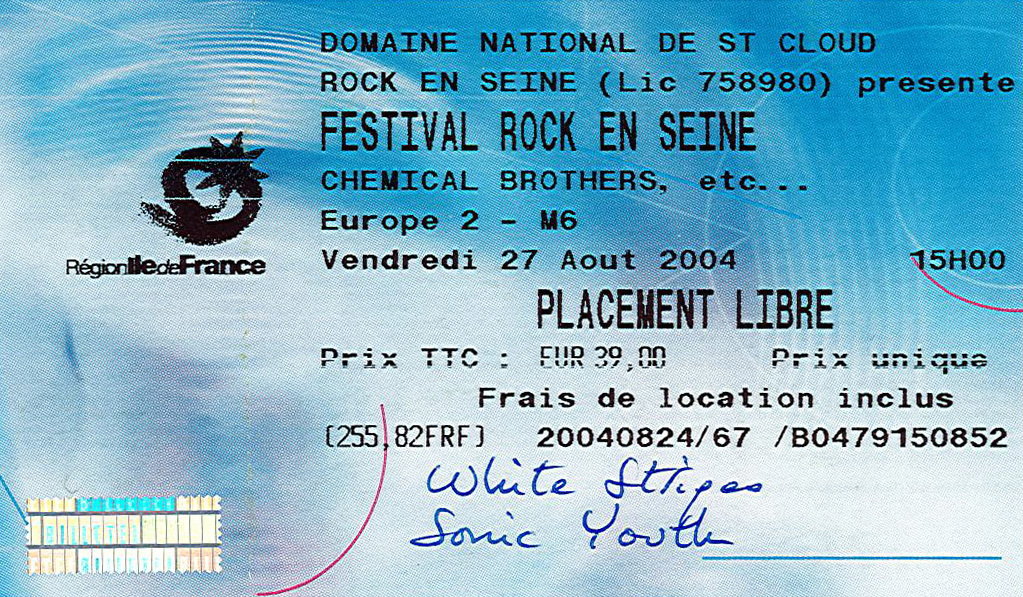 DOMAINE NATIONAL DE ST CLOUD
ROCK EN SEINE (Lic 758980) presente
FESTIVAL ROCK EN SEINE
CHEMICAL BROTHERS, etc...
Europe 2 - M6
RégionIledeFrance
Vendredi 27 Aout 2004 15H00
PLACEMENT LIBRE
Prix TTC : EUR 39,00 Prix unique
Frais de location inclus
(255,82FRF) 20040824/67 /B0479150852
White Stripes
Sonic Youth